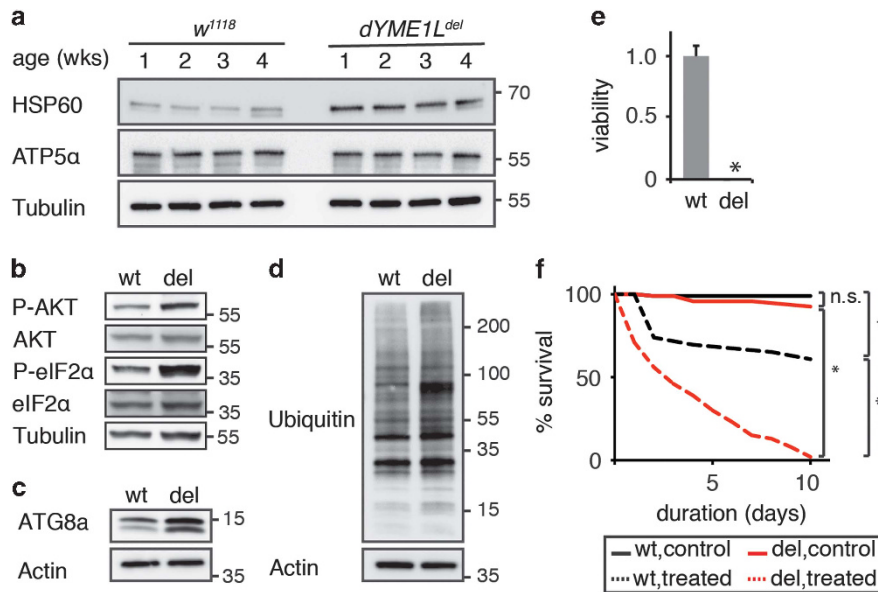 a
w1118 dYME1Ldel
age (wks) 1 2 3 4 1 2 3 4
HSP60 70
ATP5α 55
Tubulin 55
b
wt del
P-AKT 55
AKT 55
P-eIF2α 35
eIF2α 35
Tubulin 55
c
wt del
ATG8a 15
Actin 35
d
wt del
200
100
Ubiquitin 55
35
15
Actin 35
e
viability
1.0
0.5
0
*
wt del
f
% survival
100
50
0
5 10
duration (days)
n.s.
*
*
*
wt,control del,control
wt,treated del,treated